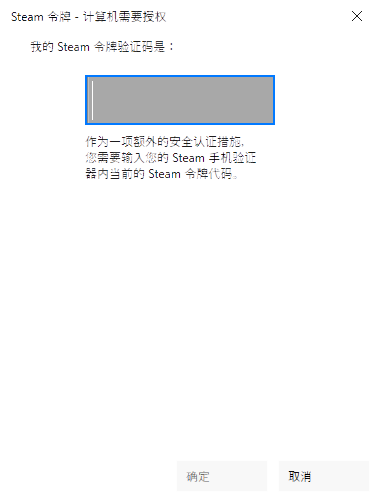 Steam 令牌 - 计算机需要授权
我的 Steam 令牌验证码是：
作为一项额外的安全认证措施,
您需要输入您的 Steam 手机验证
器内当前的 Steam 令牌代码。
确定 取消